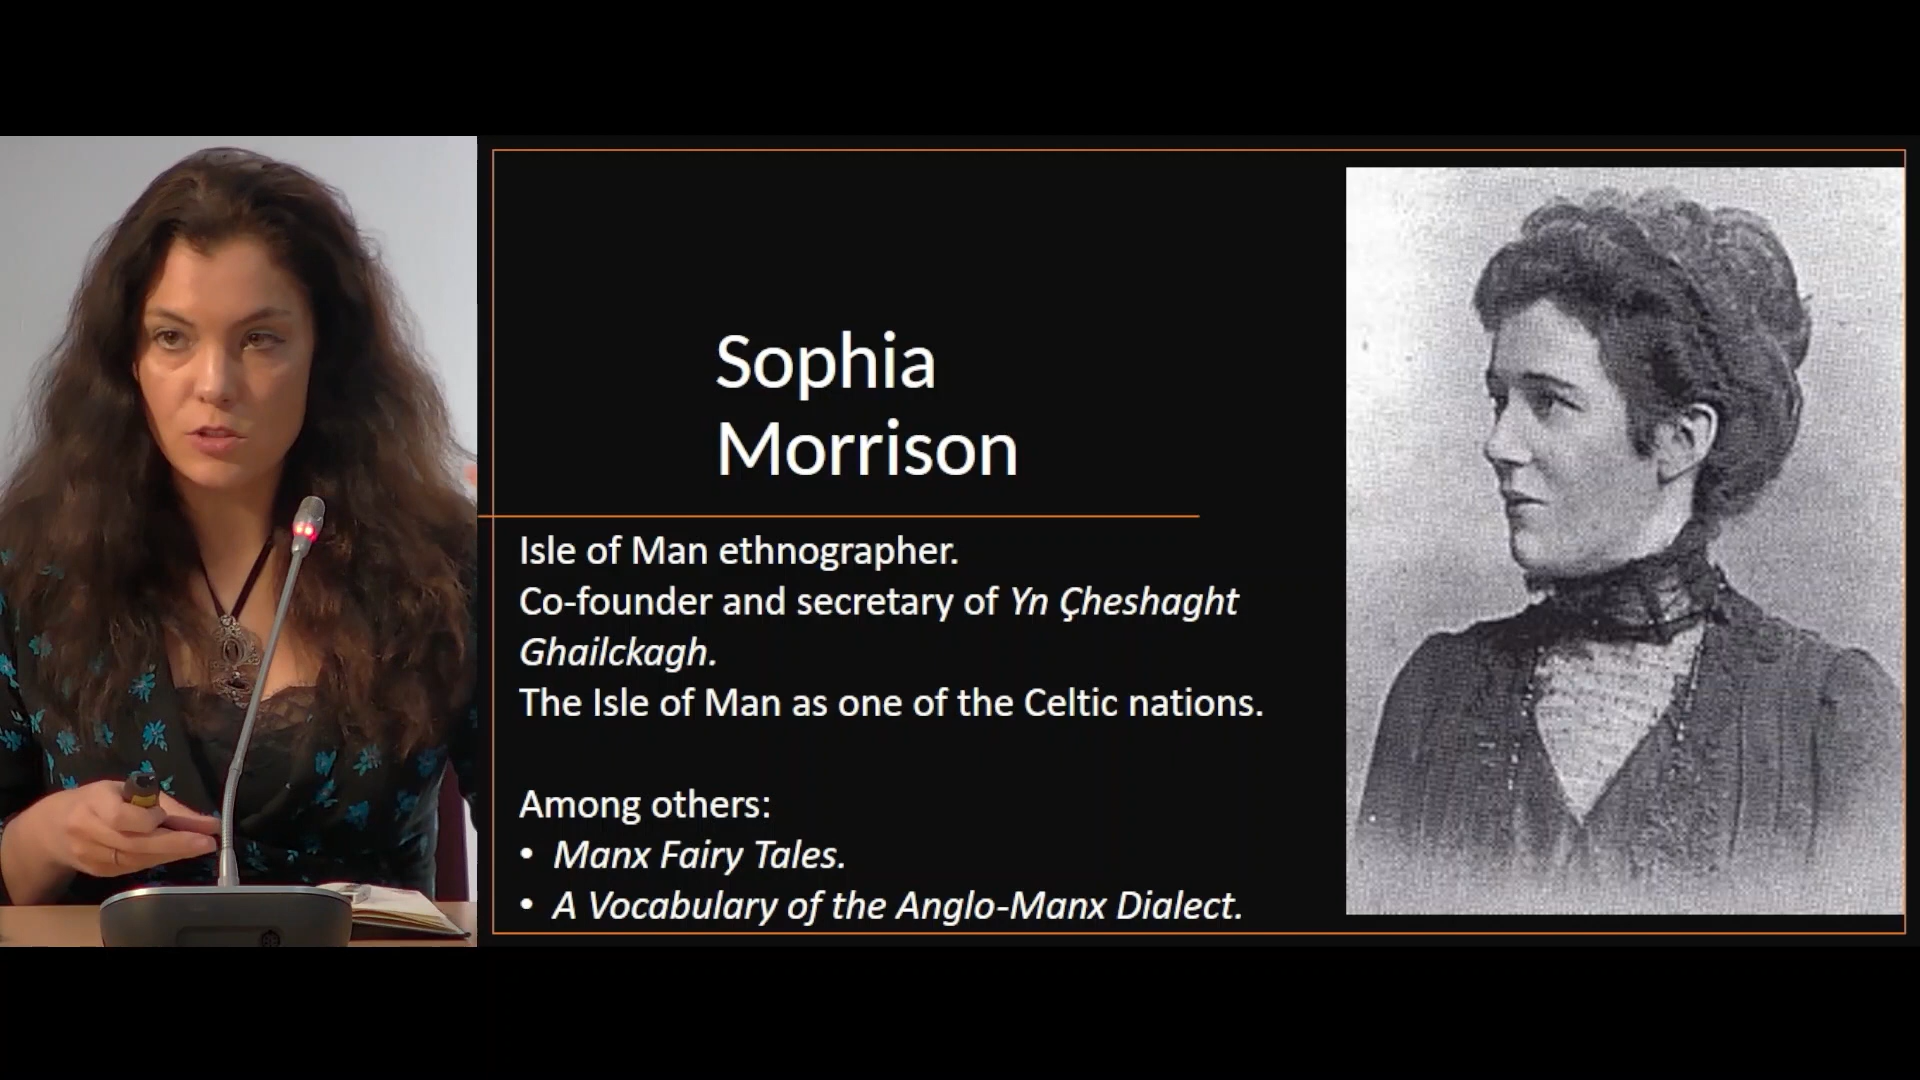 Sophia
Morrison
Isle of Man ethnographer.
Co-founder and secretary of Yn Çheshaght
Ghailckagh.
The Isle of Man as one of the Celtic nations.
Among others:
• Manx Fairy Tales.
• A Vocabulary of the Anglo-Manx Dialect.